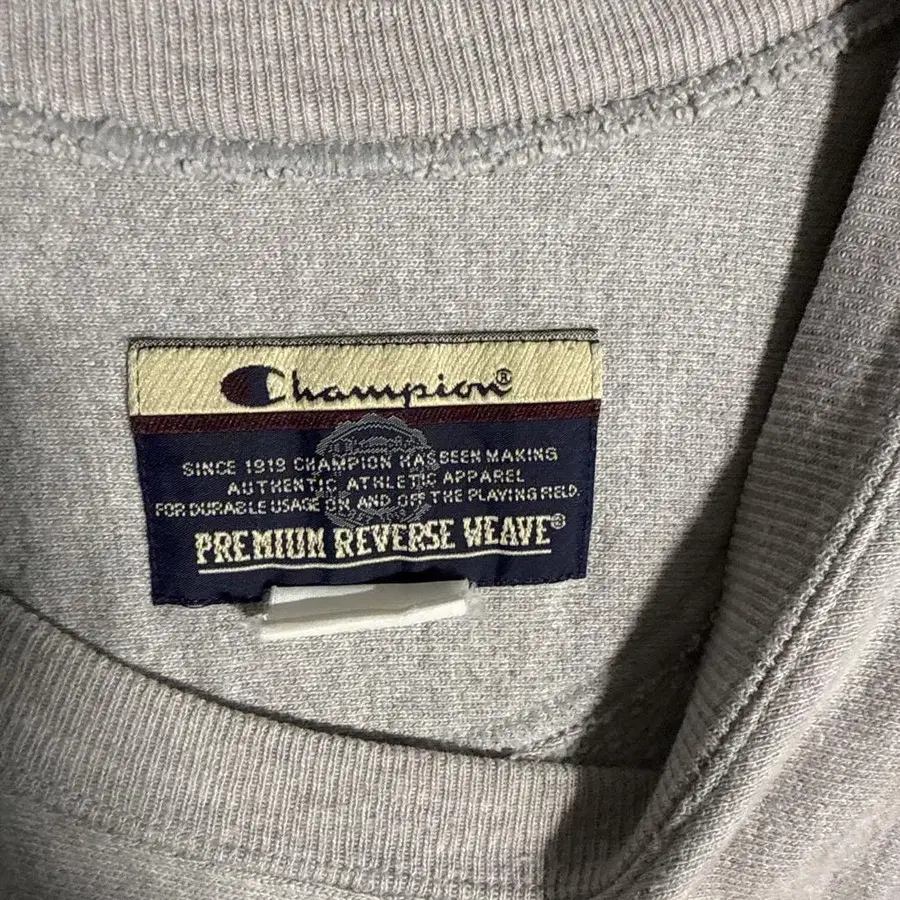 Champion®
SINCE 1919 CHAMPION HAS BEEN MAKING
AUTHENTIC ATHLETIC APPAREL
FOR DURABLE USAGE ON AND OFF THE PLAYING FIELD.
PREMIUM REVERSE WEAVE®